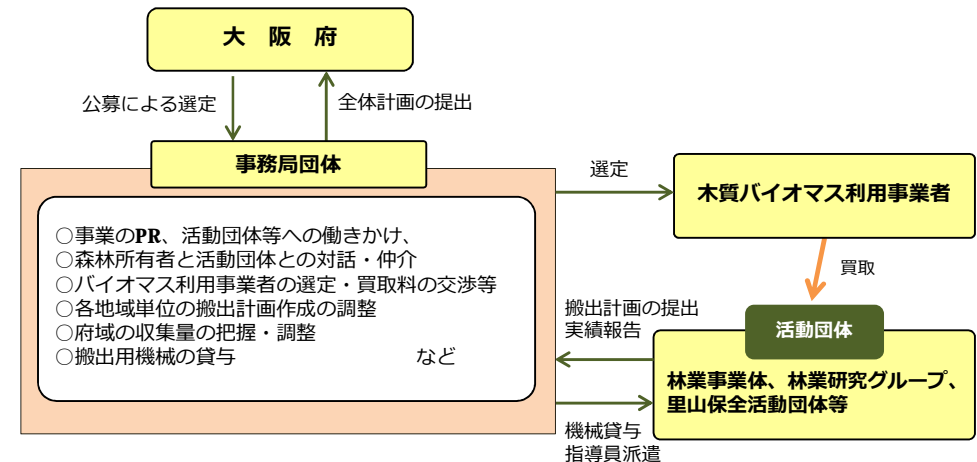 大 阪 府
公募による選定
全体計画の提出
事務局団体
選定
木質バイオマス利用事業者
○事業のPR、活動団体等への働きかけ、
○森林所有者と活動団体との対話・仲介
○バイオマス利用事業者の選定・買取料の交渉等
○各地域単位の搬出計画作成の調整
○府域の収集量の把握・調整
○搬出用機械の貸与 など
買取
搬出計画の提出
実績報告
活動団体
林業事業体、林業研究グループ、
里山保全活動団体等
機械貸与
指導員派遣